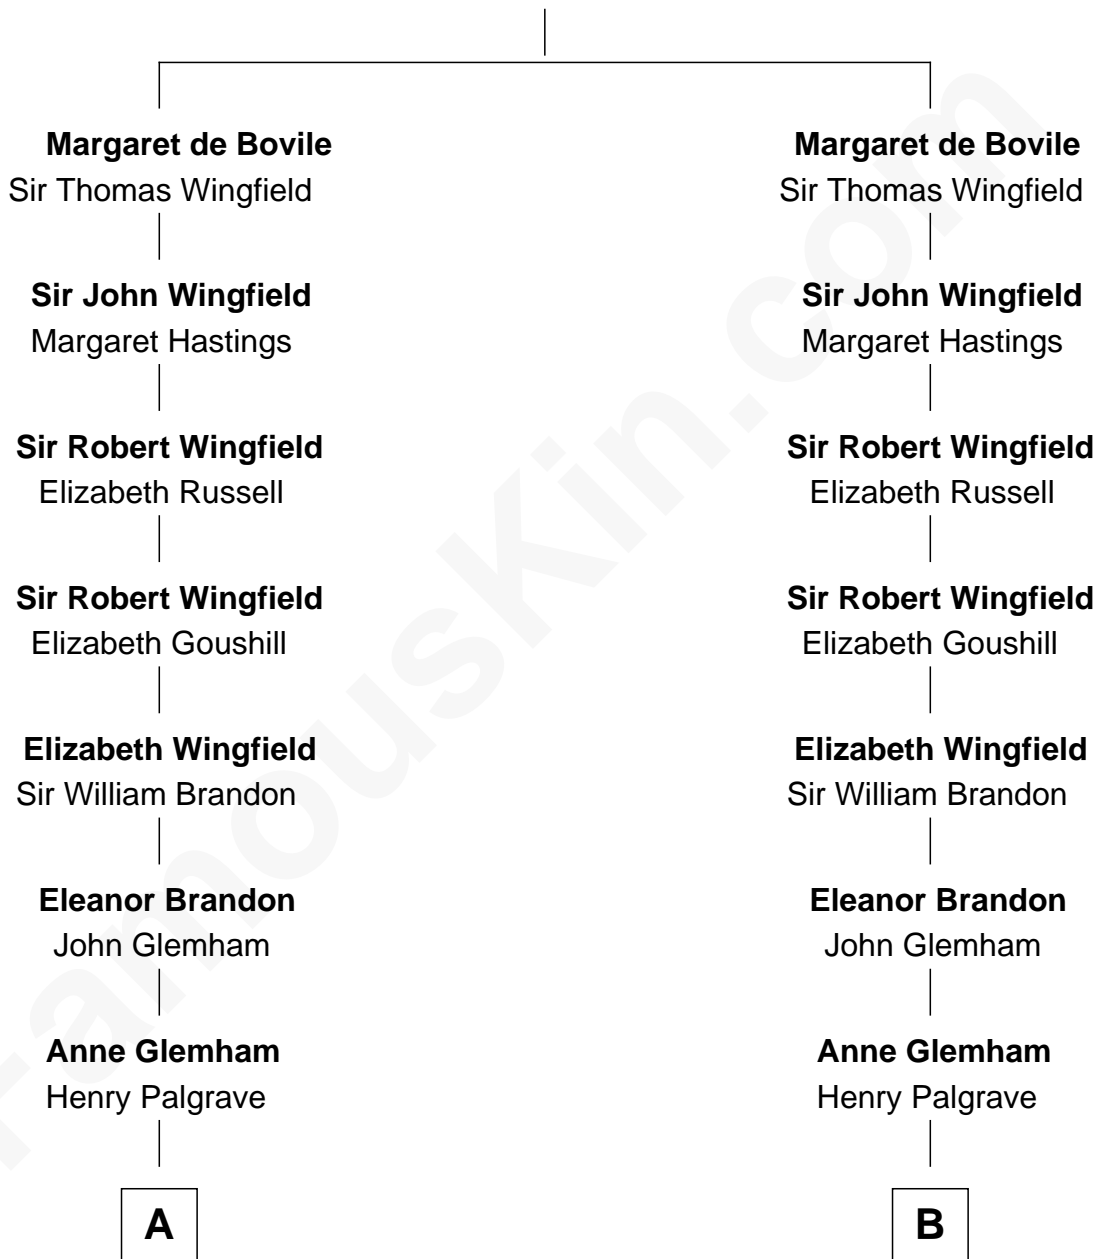 Margaret de Bovile
Sir Thomas Wingfield
Sir John Wingfield
Margaret Hastings
Sir Robert Wingfield
Elizabeth Russell
Sir Robert Wingfield
Elizabeth Goushill
Elizabeth Wingfield
Sir William Brandon
Eleanor Brandon
John Glemham
Anne Glemham
Henry Palgrave
A
Margaret de Bovile
Sir Thomas Wingfield
Sir John Wingfield
Margaret Hastings
Sir Robert Wingfield
Elizabeth Russell
Sir Robert Wingfield
Elizabeth Goushill
Elizabeth Wingfield
Sir William Brandon
Eleanor Brandon
John Glemham
Anne Glemham
Henry Palgrave
B
FamousKin.com